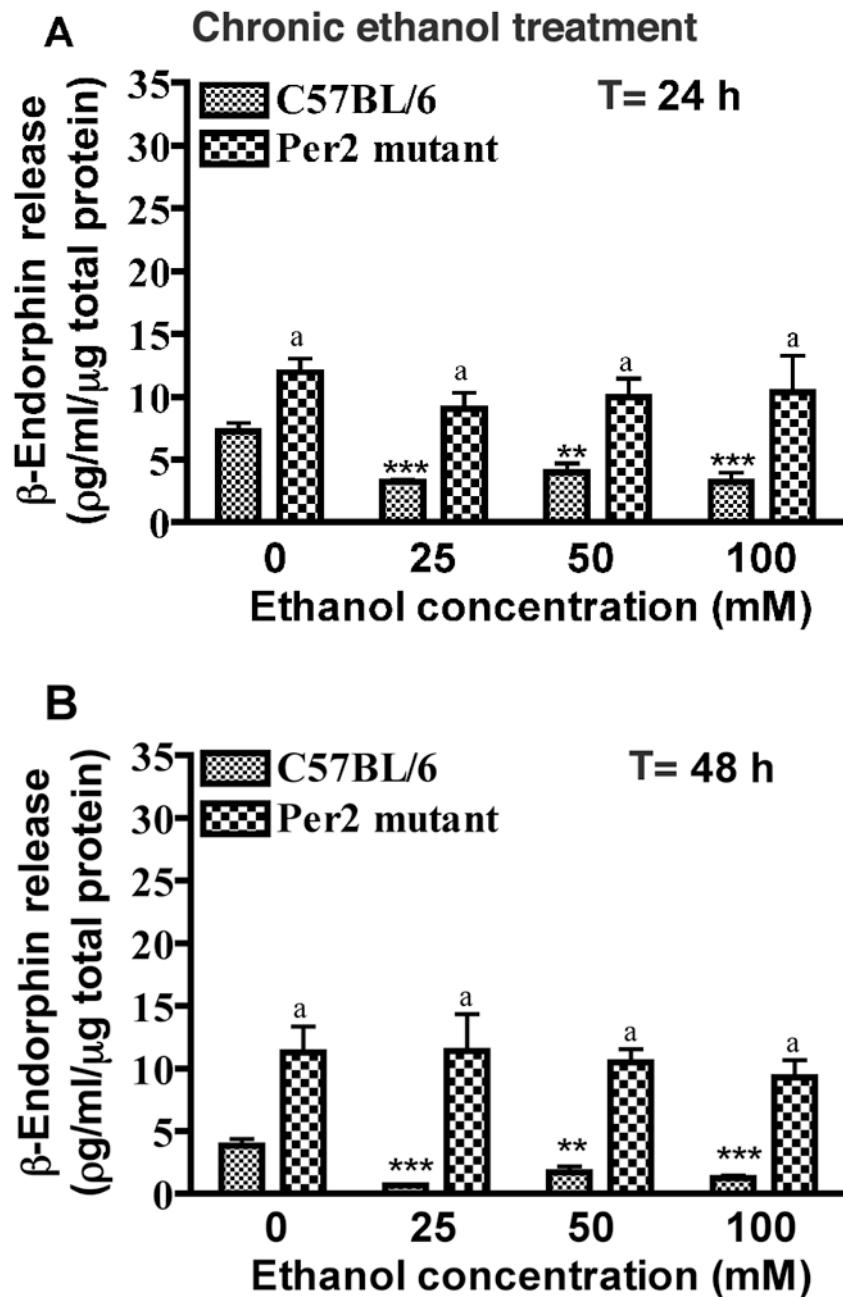 A
Chronic ethanol treatment
C57BL/6
Per2 mutant
T= 24 h
β-Endorphin release
(ρg/ml/μg total protein)
35
30
25
20
15
10
5
0
a
a
a
a
***
**
***
0 25 50 100
Ethanol concentration (mM)
B
C57BL/6
Per2 mutant
T= 48 h
β-Endorphin release
(ρg/ml/μg total protein)
35
30
25
20
15
10
5
0
a
a
a
a
***
**
***
0 25 50 100
Ethanol concentration (mM)